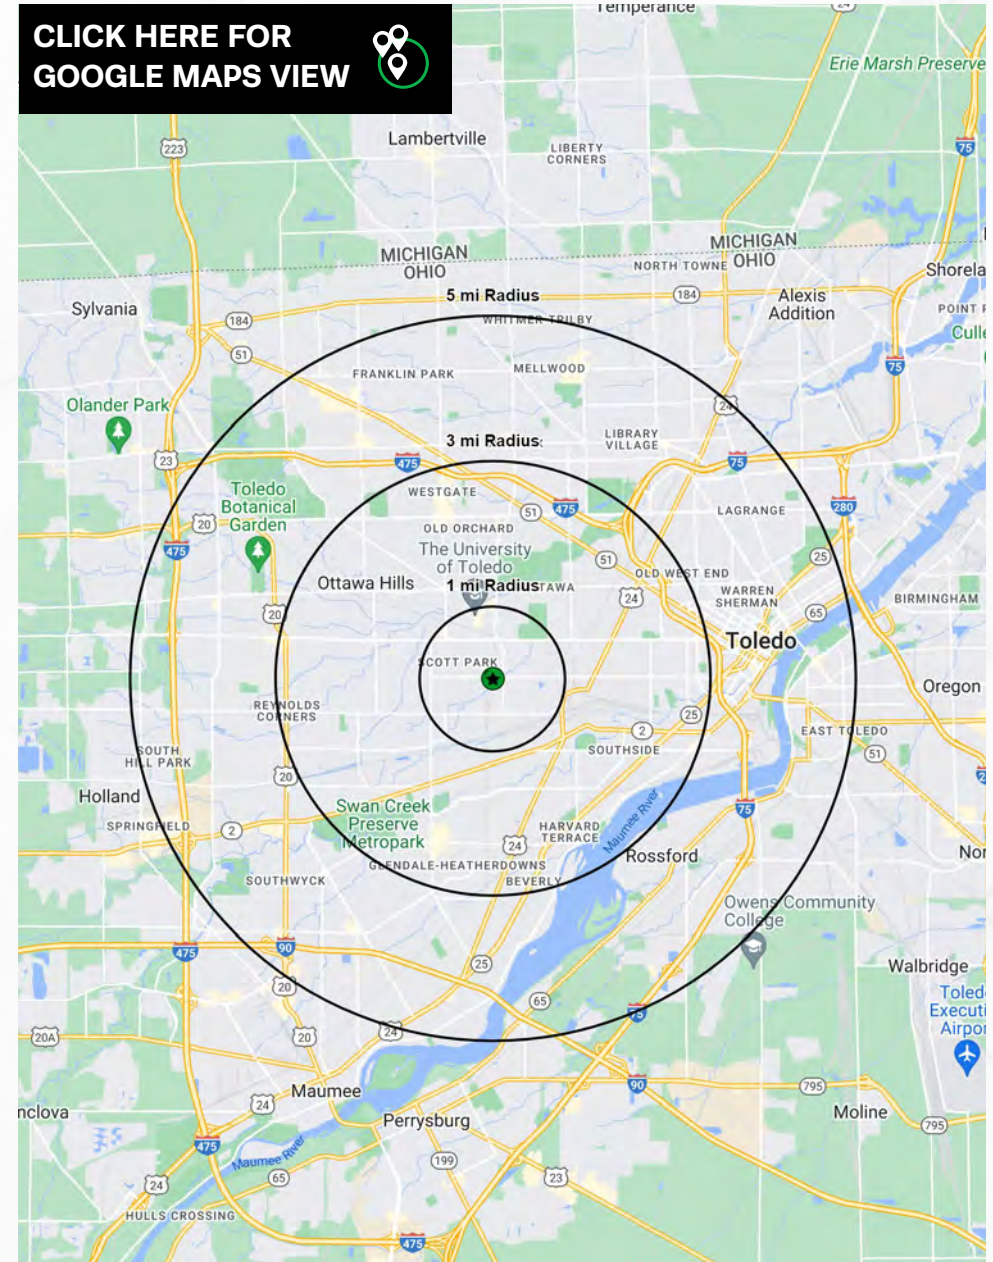 CLICK HERE FOR
GOOGLE MAPS VIEW
Temperance
24
Erie Marsh Preserve
223
Lambertville
LIBERTY
CORNERS
75
MICHIGAN
OHIO
MICHIGAN
OHIO
NORTH TOWNE
5 mi Radius
184
Alexis
Addition
Sylvania
184
WHITMER-TRILBY
51
FRANKLIN PARK
MELLWOOD
75
Olander Park
24
3 mi Radius
LIBRARY
VILLAGE
23
475
75
Toledo
Botanical
Garden
WESTGATE
475
51
280
LAGRANGE
20
OLD ORCHARD
475
The University
of Toledo
51
25
Ottawa Hills
1 mi Radius
OLD WEST END
24
WARREN
SHERMAN
BIRMINGHAM
20
65
Toledo
SCOTT PARK
Oregon
REYNOLDS
CORNERS
25
2
EAST TOLEDO
SOUTH
HILL PARK
SOUTHSIDE
51
20
Holland
75
Swan Creek
Preserve
Metropark
Maumee River
SPRINGFIELD
2
HARVARD
TERRACE
24
Rossford
GLENDALE-HEATHERDOWNS
SOUTHWYCK
BEVERLY
Owens Community
College
475
90
25
Walbridge
20
65
75
20A
20
24
90
795
Maumee
24
Moline
Perrysburg
795
475
Maumee River
199
65
23
24
HULLS CROSSING
475